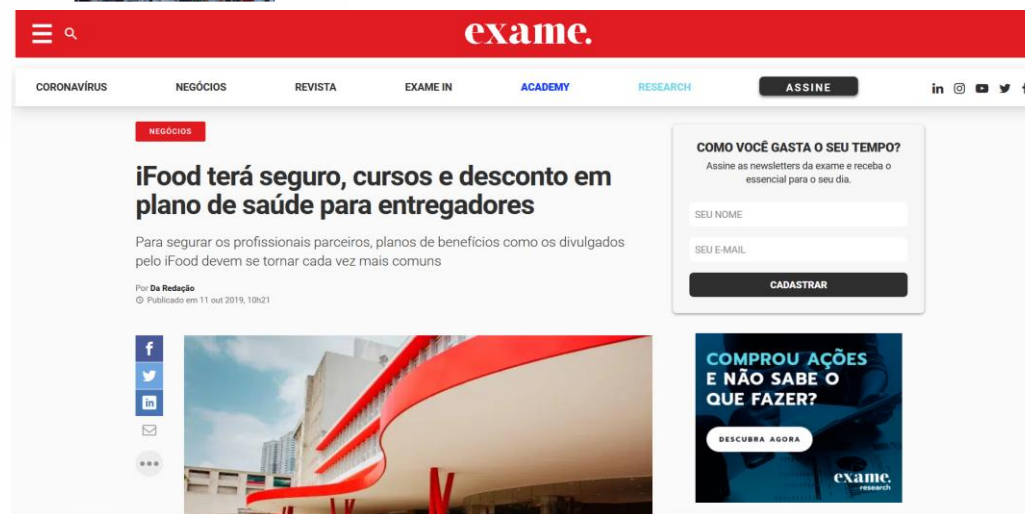 exame.
CORONAVÍRUS NEGÓCIOS REVISTA EXAME IN ACADEMY RESEARCH ASSINE
NEGÓCIOS
iFood terá seguro, cursos e desconto em
plano de saúde para entregadores
Para segurar os profissionais parceiros, planos de benefícios como os divulgados
pelo iFood devem se tornar cada vez mais comuns
Por Da Redação
Publicado em 11 out 2019, 10h21
COMO VOCÊ GASTA O SEU TEMPO?
Assine as newsletters da exame e receba o
essencial para o seu dia.
SEU NOME
SEU E-MAIL
CADASTRAR
COMPROU AÇÕES
E NÃO SABE O
QUE FAZER?
DESCUBRA AGORA
exame.
research